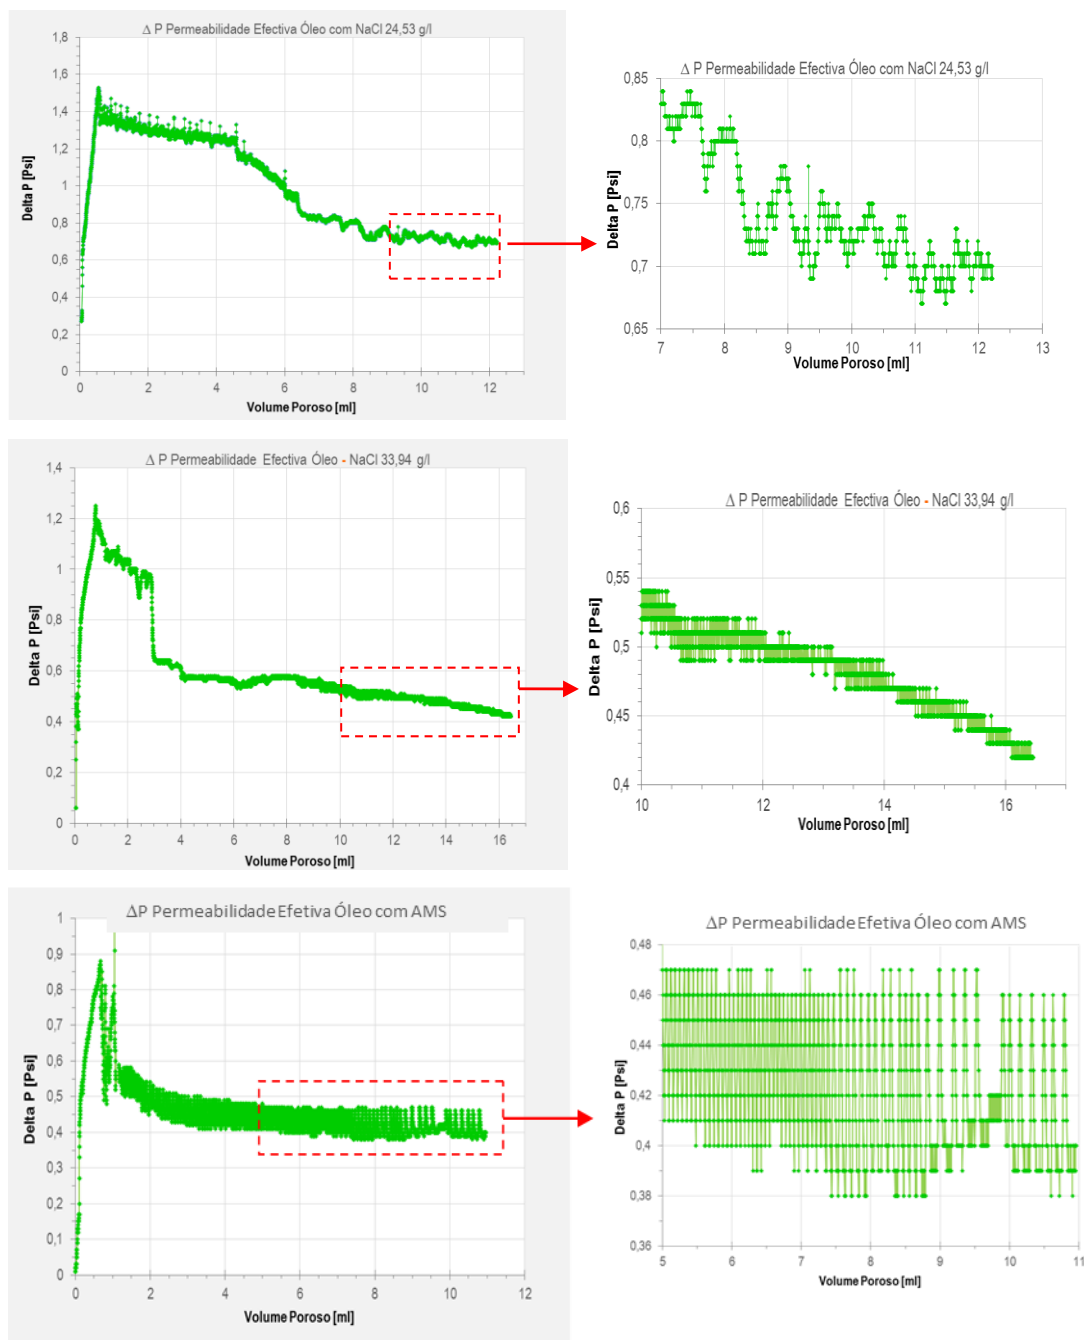 Δ P Permeabilidade Efectiva Óleo com NaCl 24,53 g/l
1,8
1,6
1,4
1,2
1
0,8
0,6
0,4
0,2
0
Delta P [Psi]
0 2 4 6 8 10 12
Volume Poroso [ml]
Δ P Permeabilidade Efectiva Óleo com NaCl 24,53 g/l
0,85
0,8
0,75
0,7
0,65
Delta P [Psi]
7 8 9 10 11 12 13
Volume Poroso [ml]
Δ P Permeabilidade Efectiva Óleo - NaCl 33,94 g/l
1,4
1,2
1
0,8
0,6
0,4
0,2
0
Delta P [Psi]
0 2 4 6 8 10 12 14 16
Volume Poroso [ml]
Δ P Permeabilidade Efectiva Óleo - NaCl 33,94 g/l
0,6
0,55
0,5
0,45
0,4
Delta P [Psi]
10 12 14 16
Volume Poroso [ml]
ΔP Permeabilidade Efetiva Óleo com AMS
1
0,9
0,8
0,7
0,6
0,5
0,4
0,3
0,2
0,1
0
Delta P [Psi]
0 2 4 6 8 10 12
Volume Poroso [ml]
ΔP Permeabilidade Efetiva Óleo com AMS
0,48
0,46
0,44
0,42
0,4
0,38
0,36
Delta P [Psi]
5 6 7 8 9 10 11
Volume Poroso [ml]